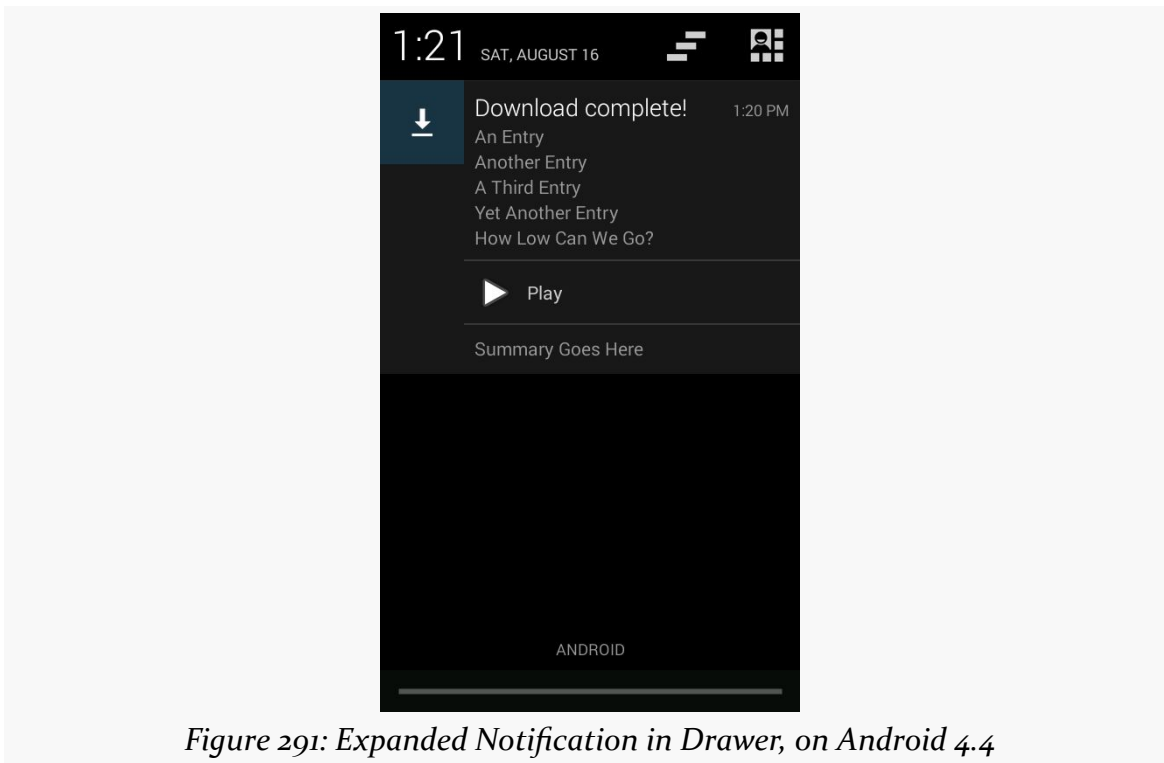 1:21 SAT, AUGUST 16
Download complete! 1:20 PM
An Entry
Another Entry
A Third Entry
Yet Another Entry
How Low Can We Go?
Play
Summary Goes Here
ANDROID
Figure 291: Expanded Notification in Drawer, on Android 4.4